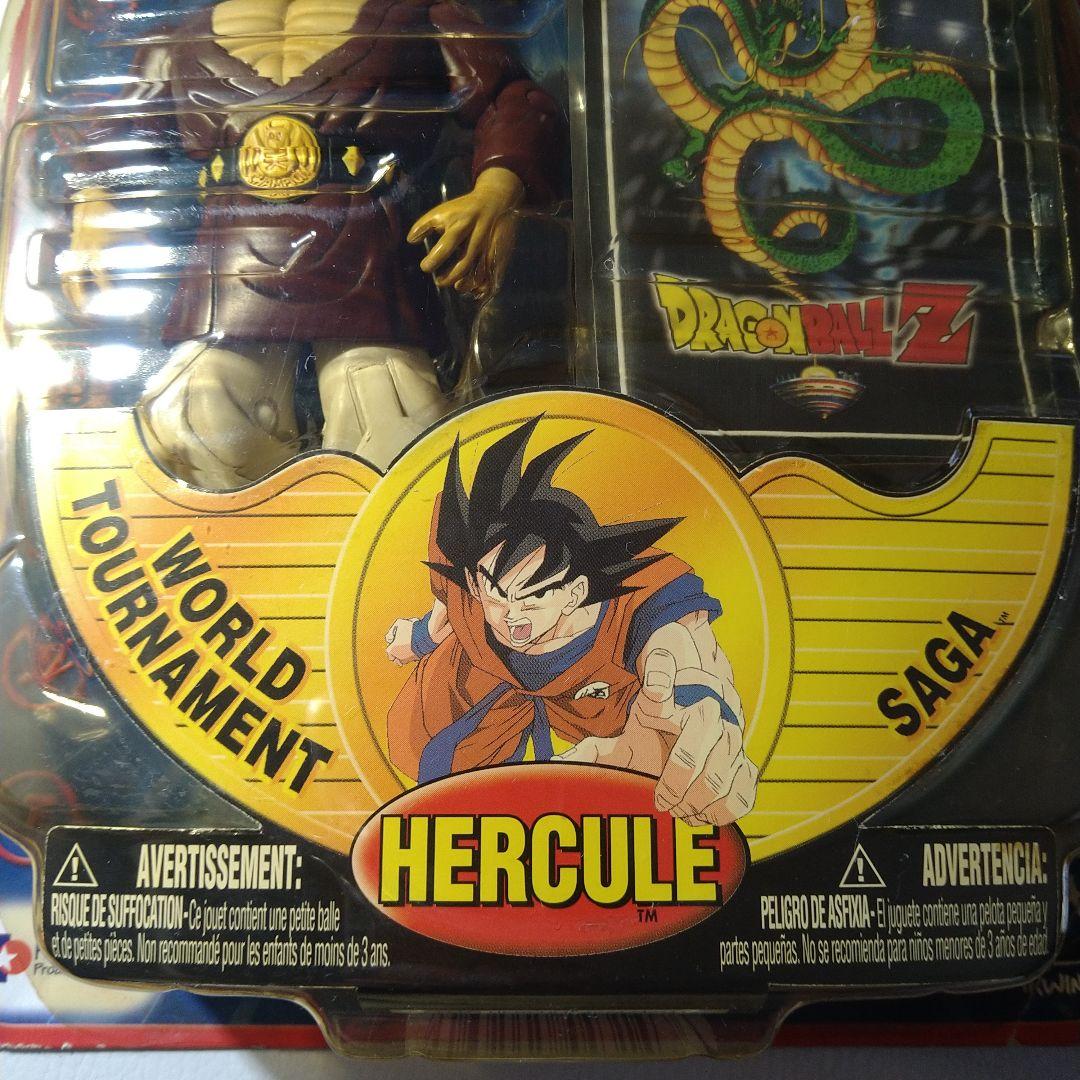 DRAGON BALL Z
WORLD
TOURNAMENT
SAGA™
HERCULE
TM
AVERTISSEMENT:
RISQUE DE SUFFOCATION - Ce jouet contient une petite balle
et de petites pièces. Non recommandé pour les enfants de moins de 3 ans.
ADVERTENCIA:
PELIGRO DE ASFIXIA - El juguete contiene una pelota pequeña y
partes pequeñas. No se recomienda para niños menores de 3 años de edad.